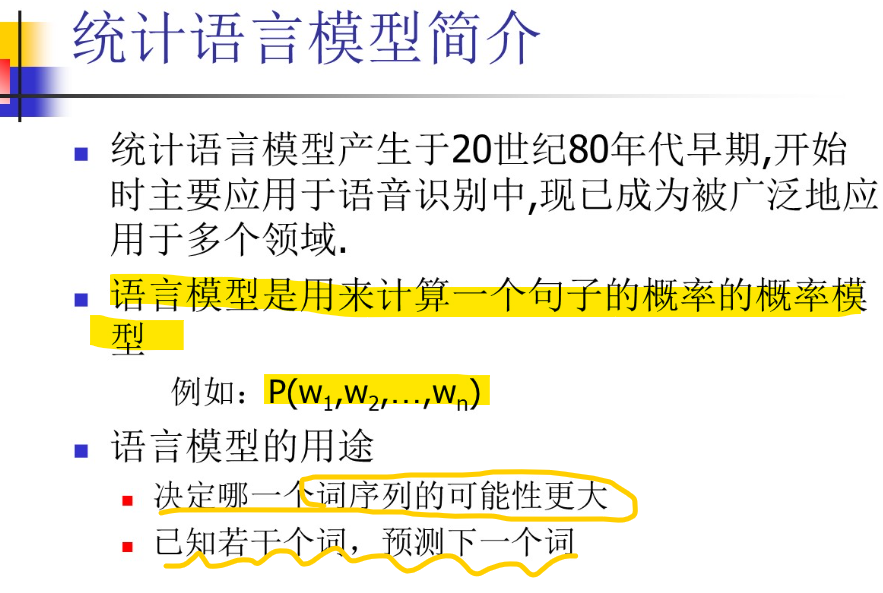 统计语言模型简介
统计语言模型产生于20世纪80年代早期,开始
时主要应用于语音识别中,现已成为被广泛地应
用于多个领域.
语言模型是用来计算一个句子的概率的概率模
型
例如：P(w1,w2,…,wn)
语言模型的用途
决定哪一个词序列的可能性更大
已知若干个词，预测下一个词